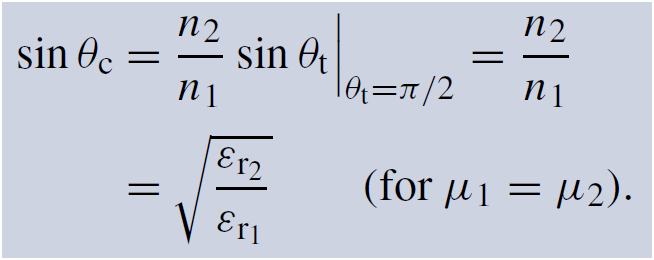 sin θc = n2/n1 sin θt |θt=π/2 = n2/n1
= √(εr2/εr1) (for μ1 = μ2).